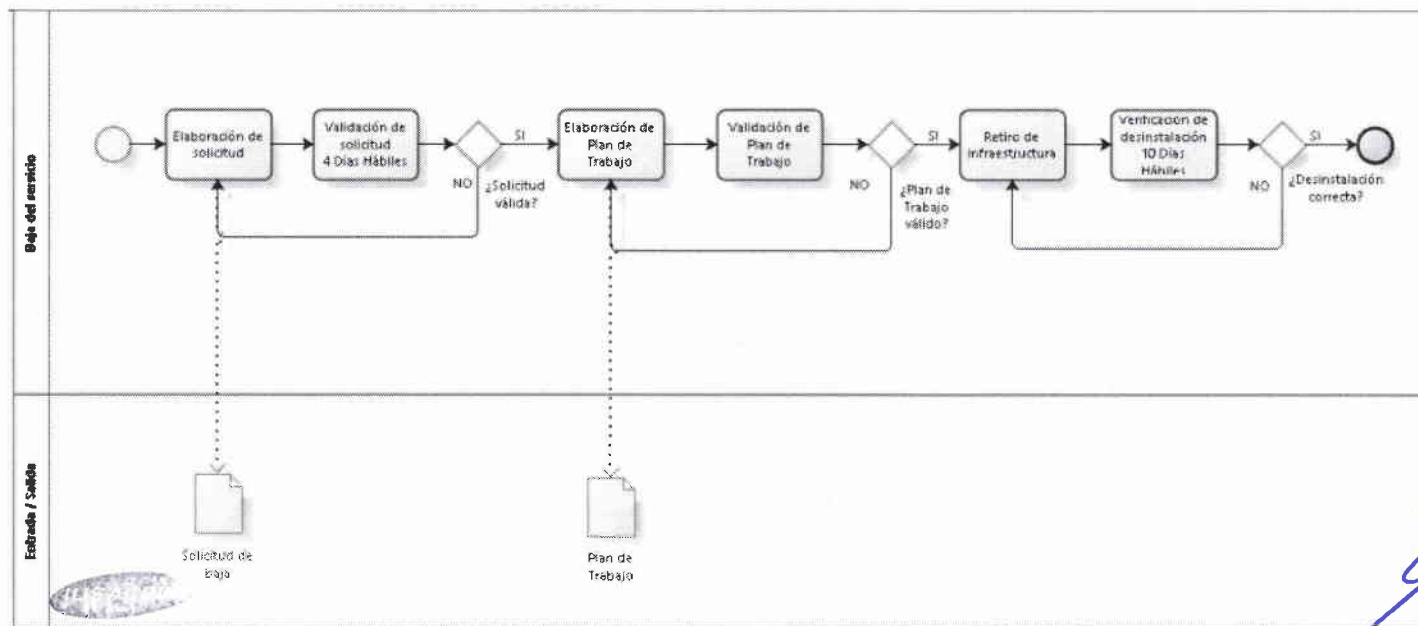 Baja del servicio
Elaboración de
solicitud
Validación de
solicitud
4 Días Hábiles
SI
NO
¿Solicitud
válida?
Elaboración de
Plan de
Trabajo
Validación de
Plan de
Trabajo
SI
NO
¿Plan de
Trabajo
válido?
Retiro de
infraestructura
Verificación de
desinstalación
10 Días
Hábiles
SI
NO
¿Desinstalación
correcta?
Entrada / Salida
Solicitud de
baja
Plan de
Trabajo